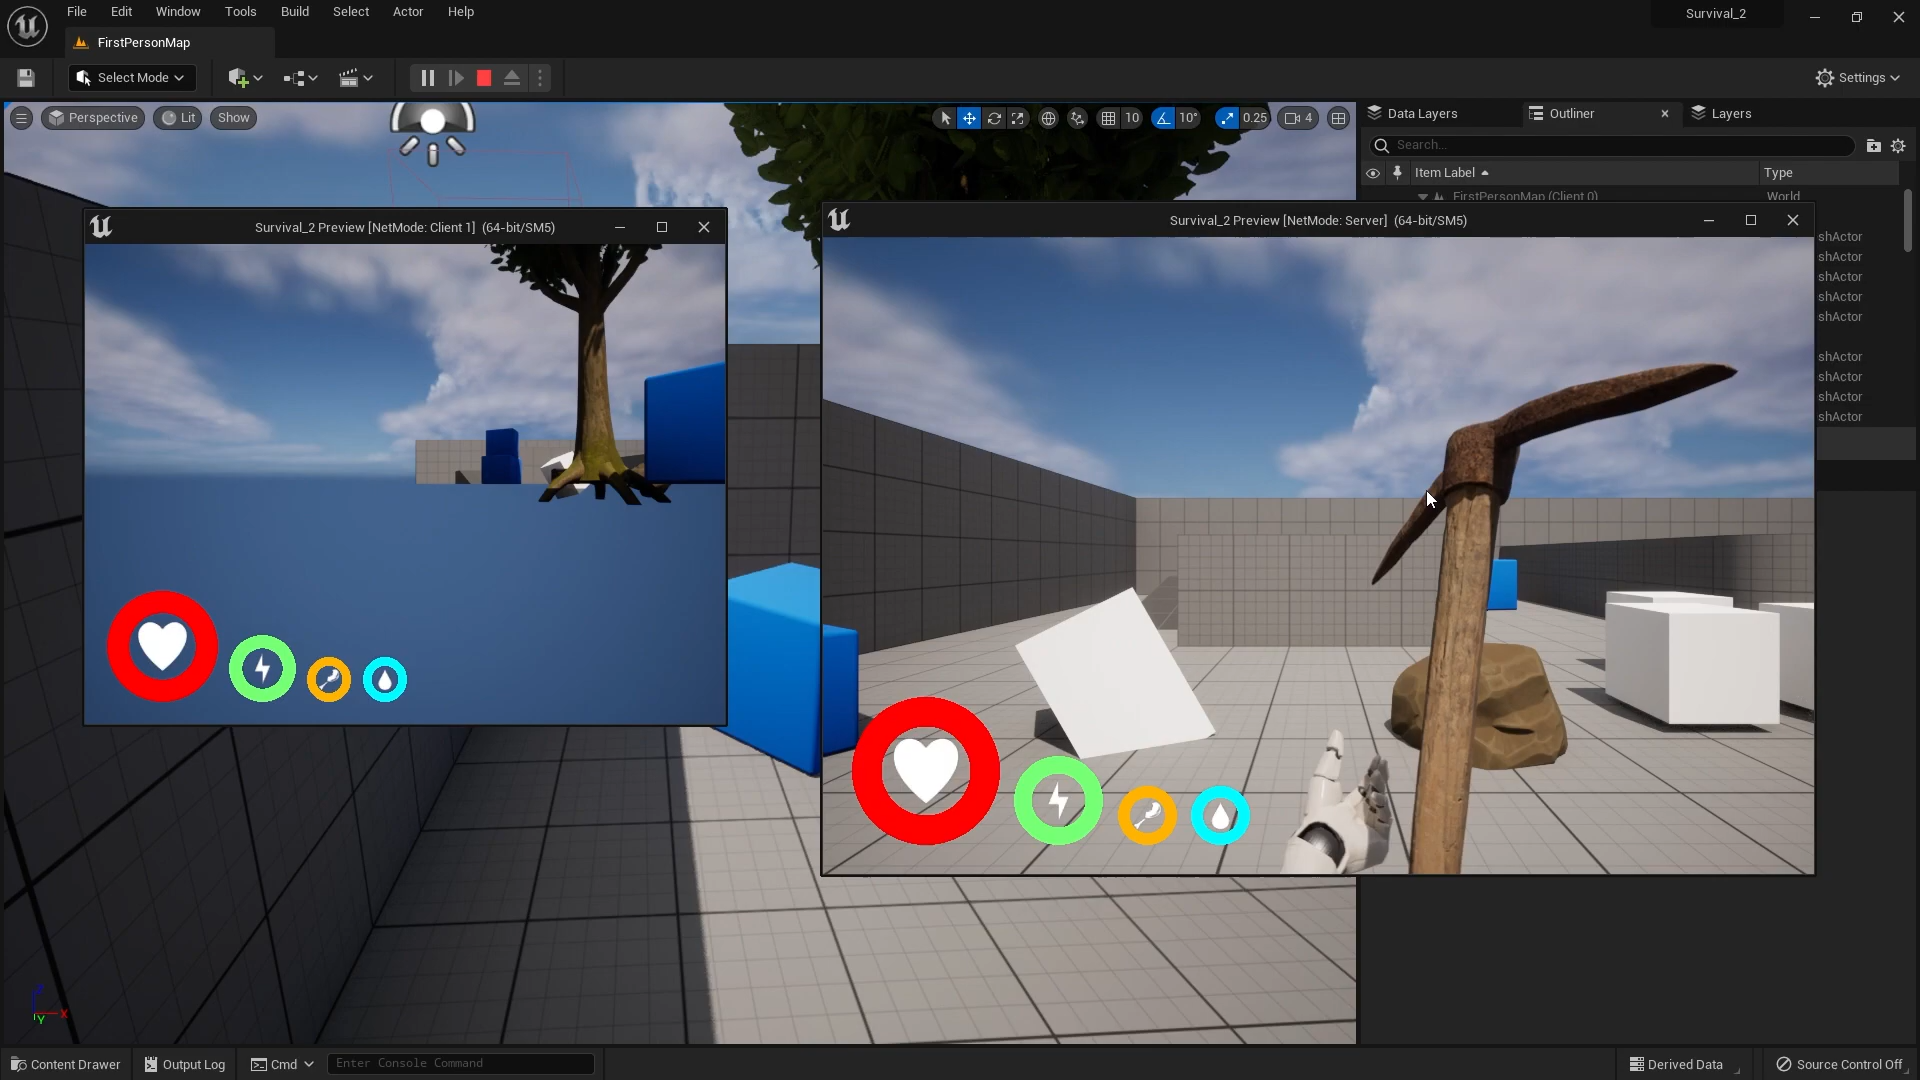 File Edit Window Tools Build Select Actor Help
Survival_2
FirstPersonMap
Select Mode
Settings
Perspective Lit Show
10 10° 0.25 4
Data Layers Outliner Layers
Search...
Item Label Type
FirstPersonMap (Client 0) World
Survival_2 Preview [NetMode: Client 1] (64-bit/SM5)
Survival_2 Preview [NetMode: Server] (64-bit/SM5)
shActor
shActor
shActor
shActor
shActor
shActor
shActor
shActor
shActor
Z
X
Y
Content Drawer Output Log Cmd Enter Console Command Derived Data Source Control Off